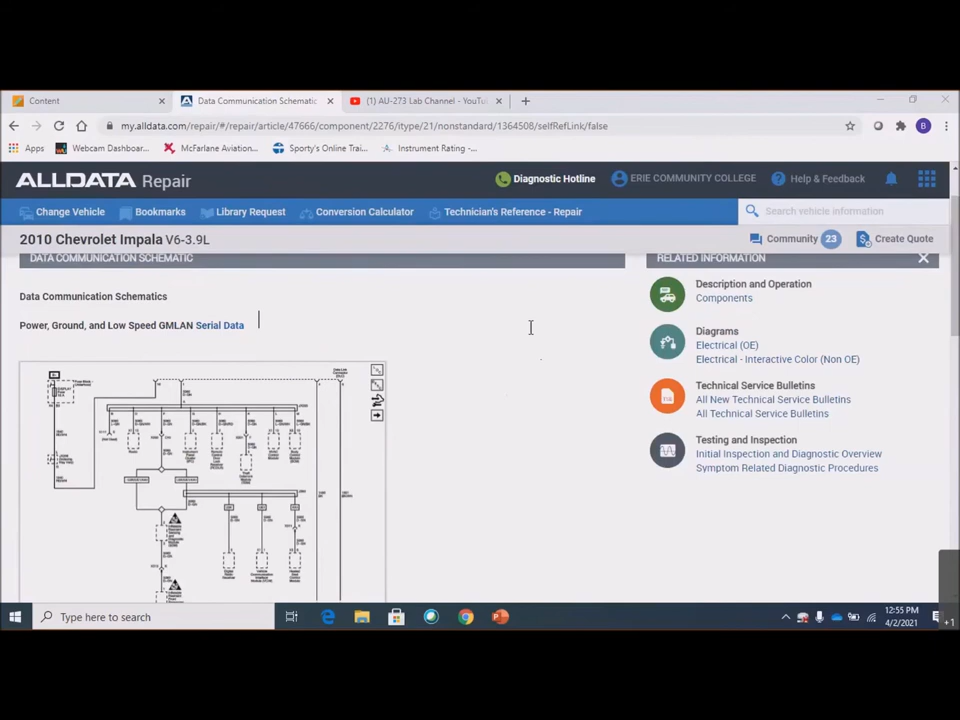 Content
Data Communication Schematic
(1) AU-273 Lab Channel - YouTu
my.alldata.com/repair/#/repair/article/47666/component/2276/itype/21/nonstandard/1364508/selfRefLink/false
B
Apps
Webcam Dashboar...
McFarlane Aviation...
Sporty's Online Trai...
Instrument Rating -...
ALLDATA Repair
Diagnostic Hotline
ERIE COMMUNITY COLLEGE
Help & Feedback
Change Vehicle
Bookmarks
Library Request
Conversion Calculator
Technician's Reference - Repair
Search vehicle information
2010 Chevrolet Impala V6-3.9L
Community 23
Create Quote
DATA COMMUNICATION SCHEMATIC
RELATED INFORMATION
Data Communication Schematics
Power, Ground, and Low Speed GMLAN Serial Data
Description and Operation
Components
Diagrams
Electrical (OE)
Electrical - Interactive Color (Non OE)
Technical Service Bulletins
All New Technical Service Bulletins
All Technical Service Bulletins
Testing and Inspection
Initial Inspection and Diagnostic Overview
Symptom Related Diagnostic Procedures
Type here to search
12:55 PM
4/2/2021
+1